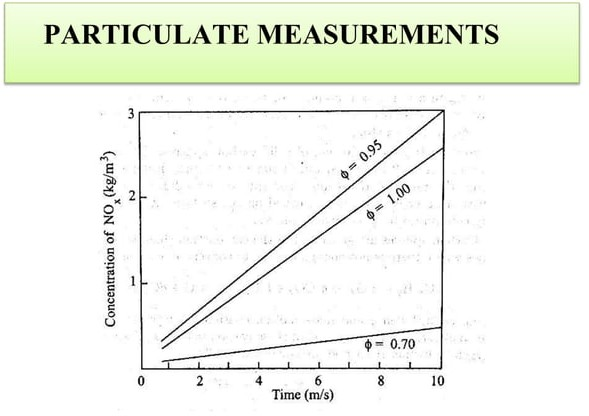 PARTICULATE MEASUREMENTS
3
2
1
Concentration of NOx (kg/m³)
ϕ = 0.95
ϕ = 1.00
ϕ = 0.70
0 2 4 6 8 10
Time (m/s)